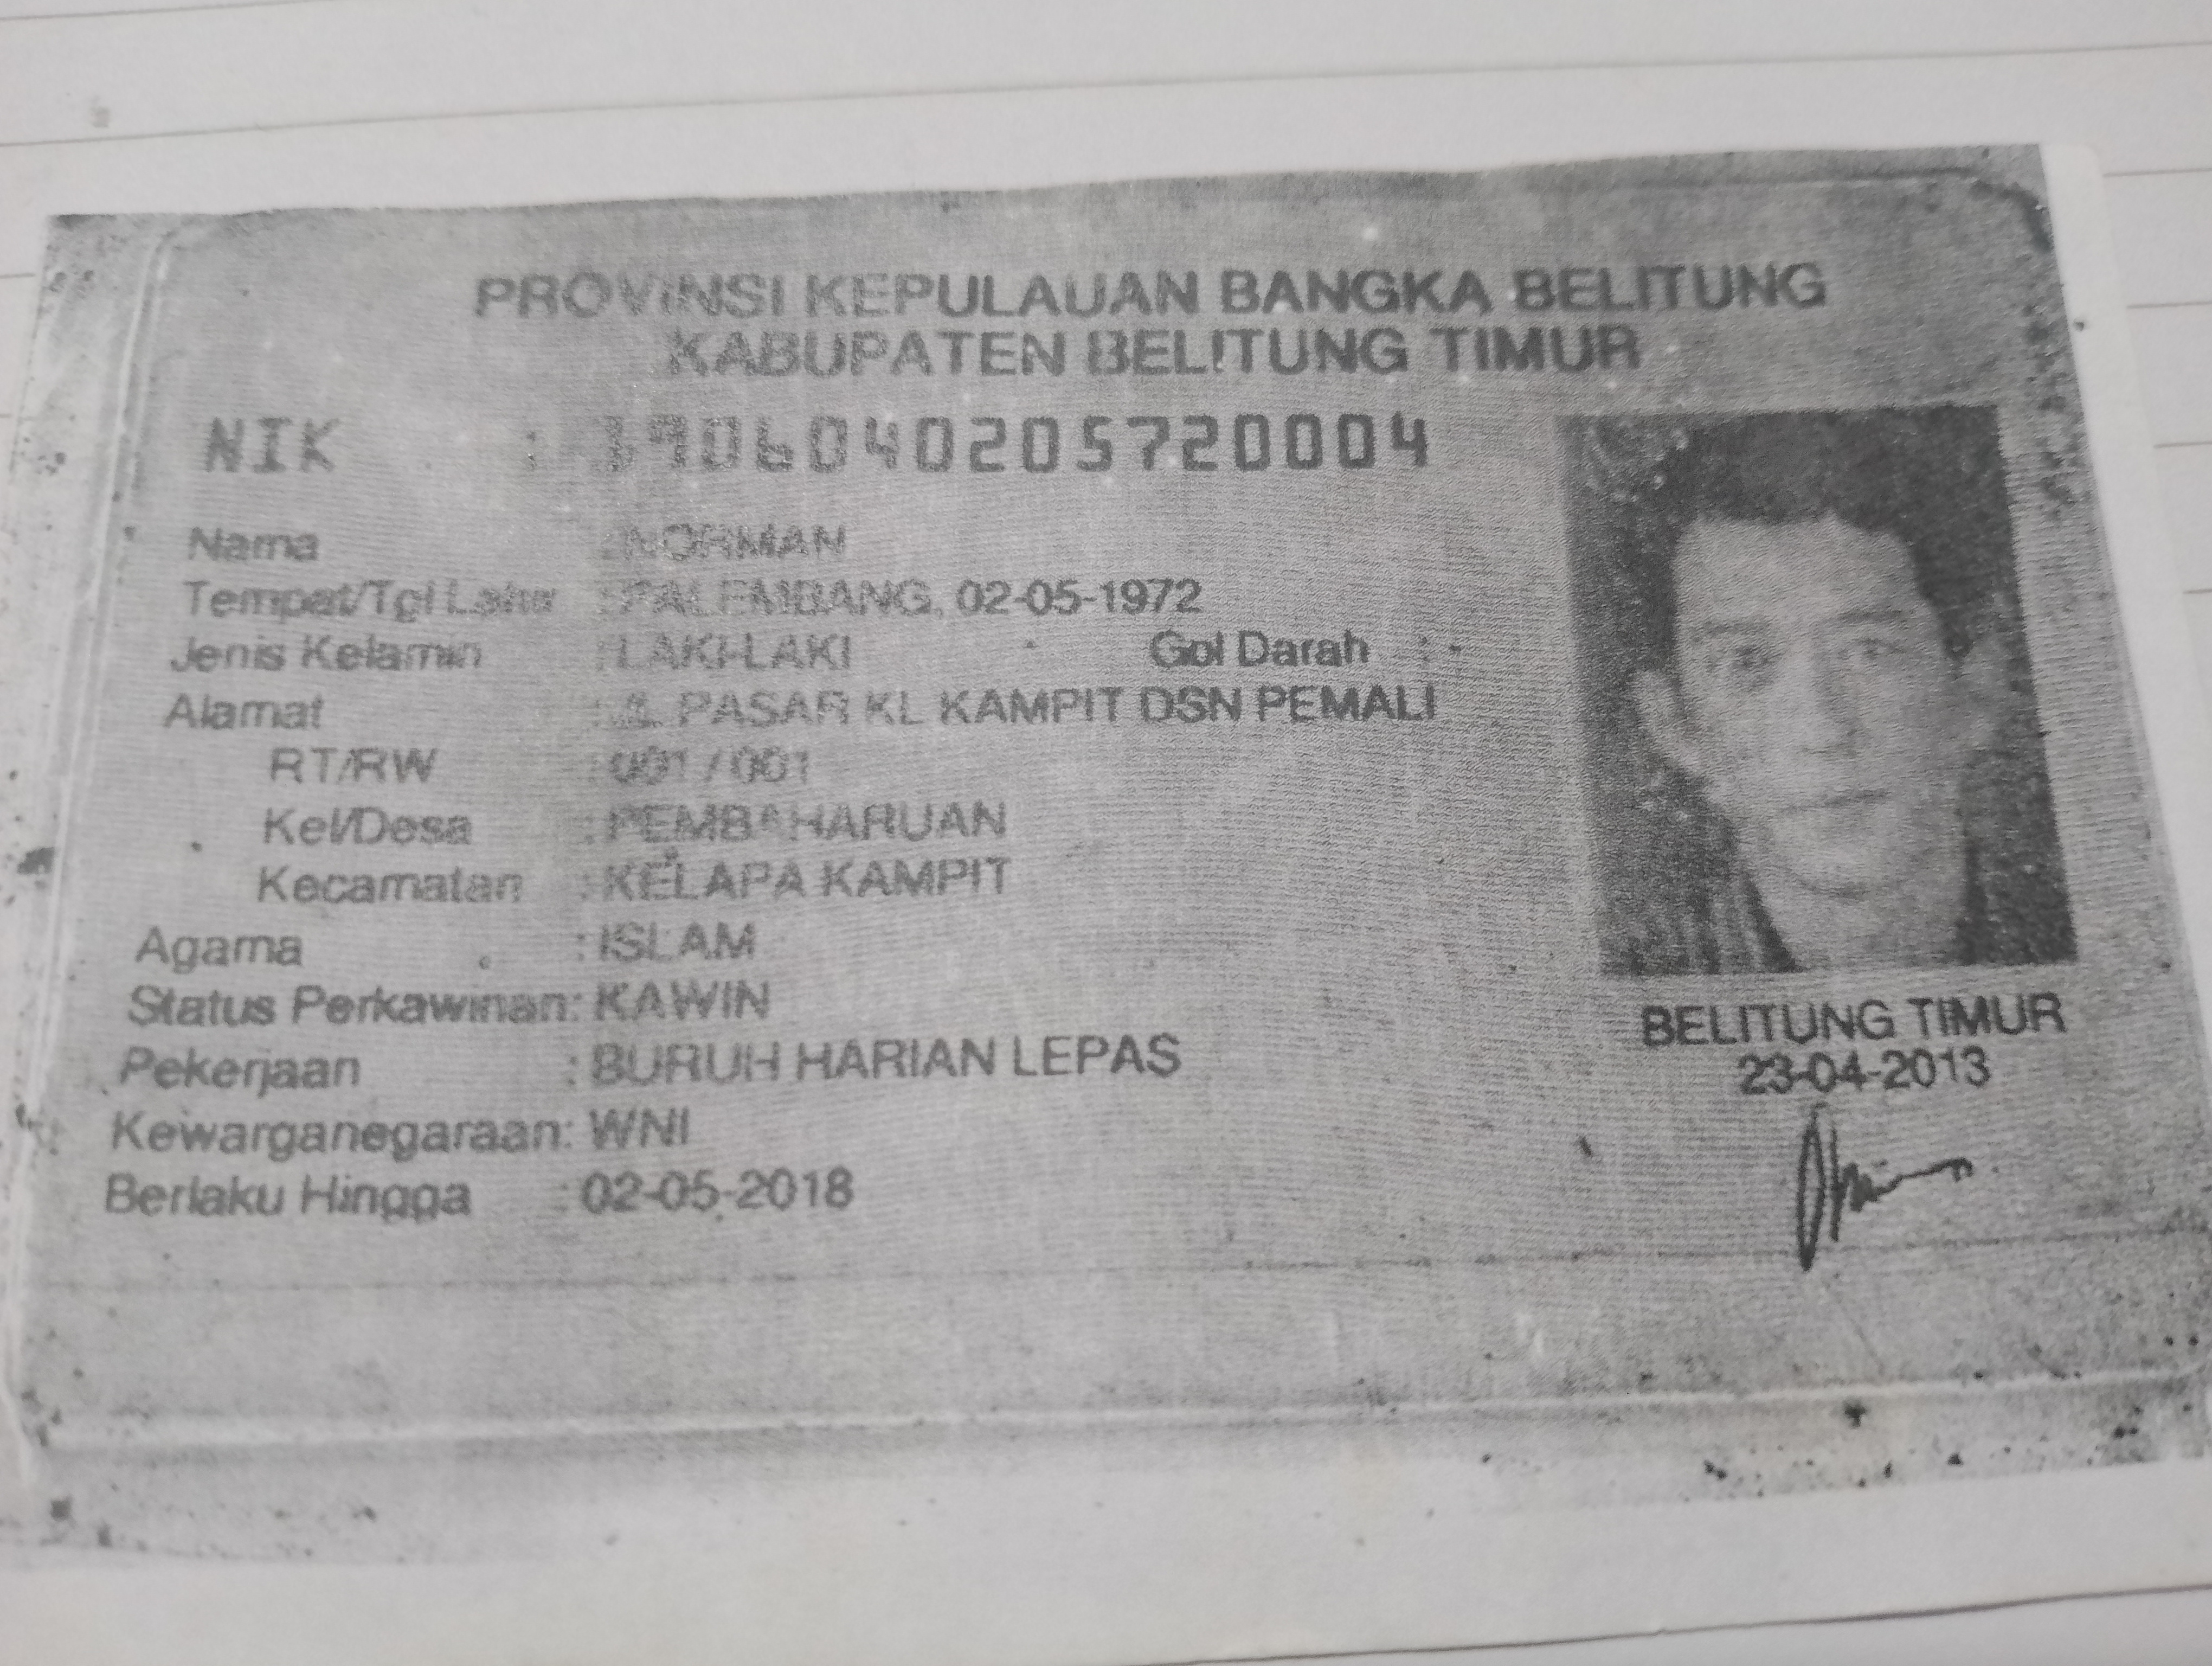 PROVINSI KEPULAUAN BANGKA BELITUNG
KABUPATEN BELITUNG TIMUR
NIK :
Nama : NORMAN
Tempat/Tgl Lahir : PALEMBANG, 02-05-1972
Jenis Kelamin : LAKI-LAKI Gol Darah : -
Alamat : JL. PASAR KL KAMPIT DSN PEMALI
RT/RW : 001 / 001
Kel/Desa : PEMBAHARUAN
Kecamatan : KELAPA KAMPIT
Agama : ISLAM
Status Perkawinan: KAWIN
Pekerjaan : BURUH HARIAN LEPAS
Kewarganegaraan: WNI
Berlaku Hingga : 02-05-2018
BELITUNG TIMUR
23-04-2013